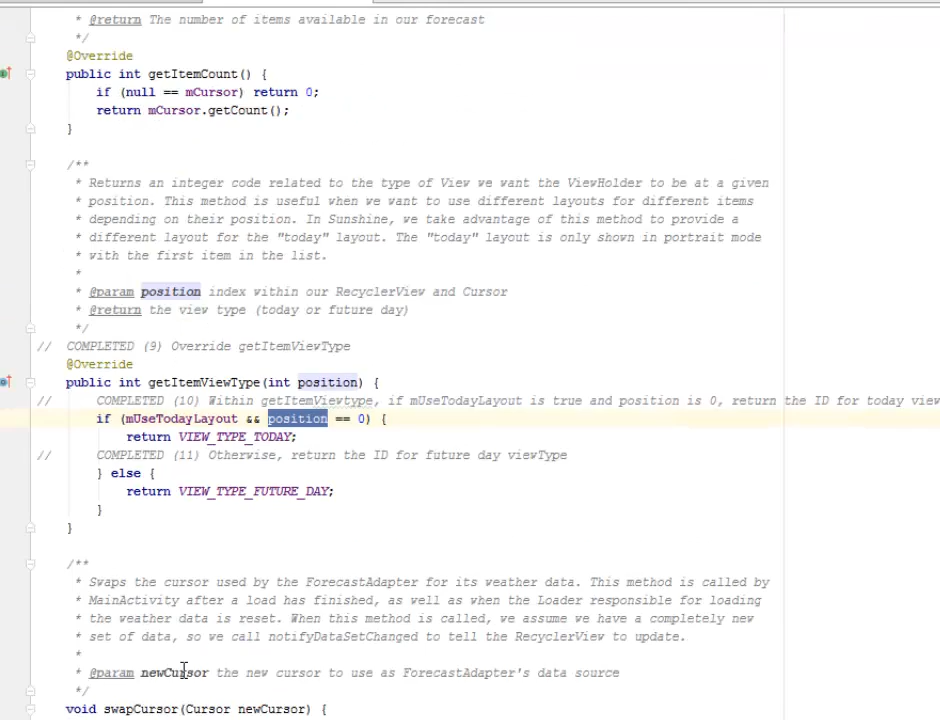 * @return The number of items available in our forecast
*/
@Override
public int getItemCount() {
if (null == mCursor) return 0;
return mCursor.getCount();
}
/**
* Returns an integer code related to the type of View we want the ViewHolder to be at a given
* position. This method is useful when we want to use different layouts for different items
* depending on their position. In Sunshine, we take advantage of this method to provide a
* different layout for the "today" layout. The "today" layout is only shown in portrait mode
* with the first item in the list.
*
* @param position index within our RecyclerView and Cursor
* @return the view type (today or future day)
*/
// COMPLETED (9) Override getItemViewType
@Override
public int getItemViewType(int position) {
// COMPLETED (10) Within getItemViewtype, if mUseTodayLayout is true and position is 0, return the ID for today view
if (mUseTodayLayout && position == 0) {
return VIEW_TYPE_TODAY;
// COMPLETED (11) Otherwise, return the ID for future day viewType
} else {
return VIEW_TYPE_FUTURE_DAY;
}
}
/**
* Swaps the cursor used by the ForecastAdapter for its weather data. This method is called by
* MainActivity after a load has finished, as well as when the Loader responsible for loading
* the weather data is reset. When this method is called, we assume we have a completely new
* set of data, so we call notifyDataSetChanged to tell the RecyclerView to update.
*
* @param newCursor the new cursor to use as ForecastAdapter's data source
*/
void swapCursor(Cursor newCursor) {